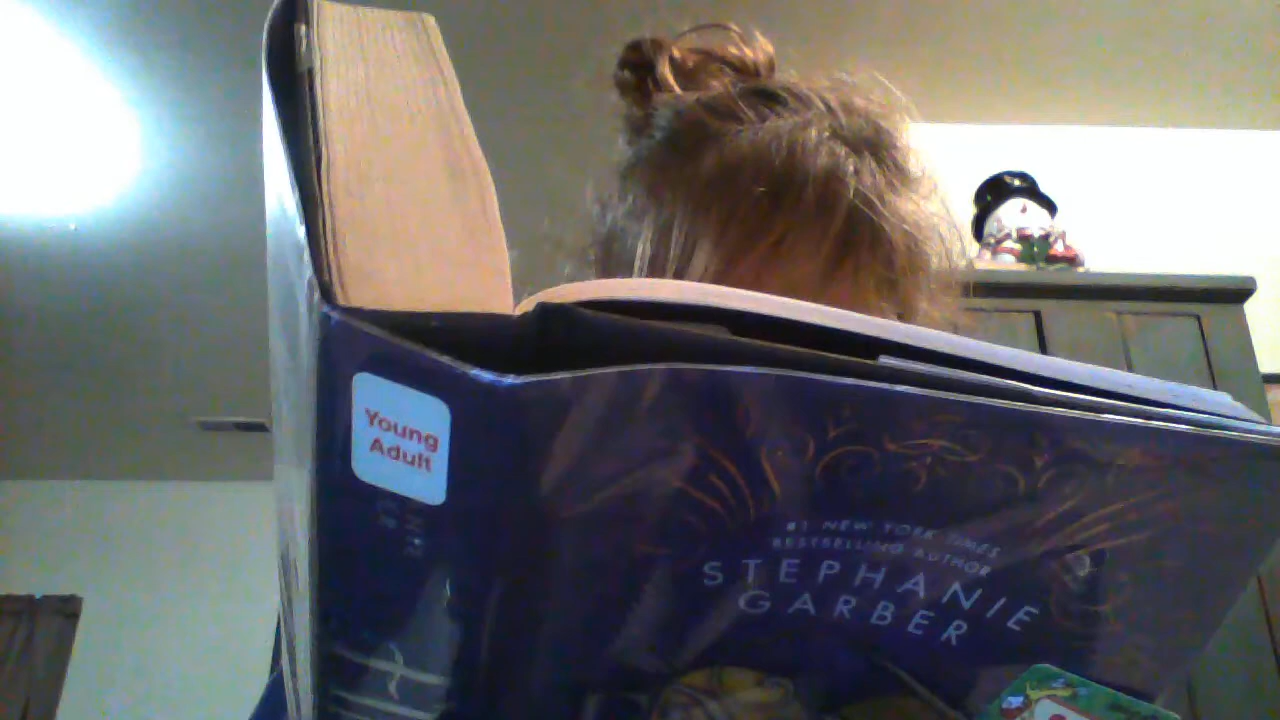 Young
Adult
#1 NEW YORK TIMES
BESTSELLING AUTHOR
STEPHANIE
GARBER